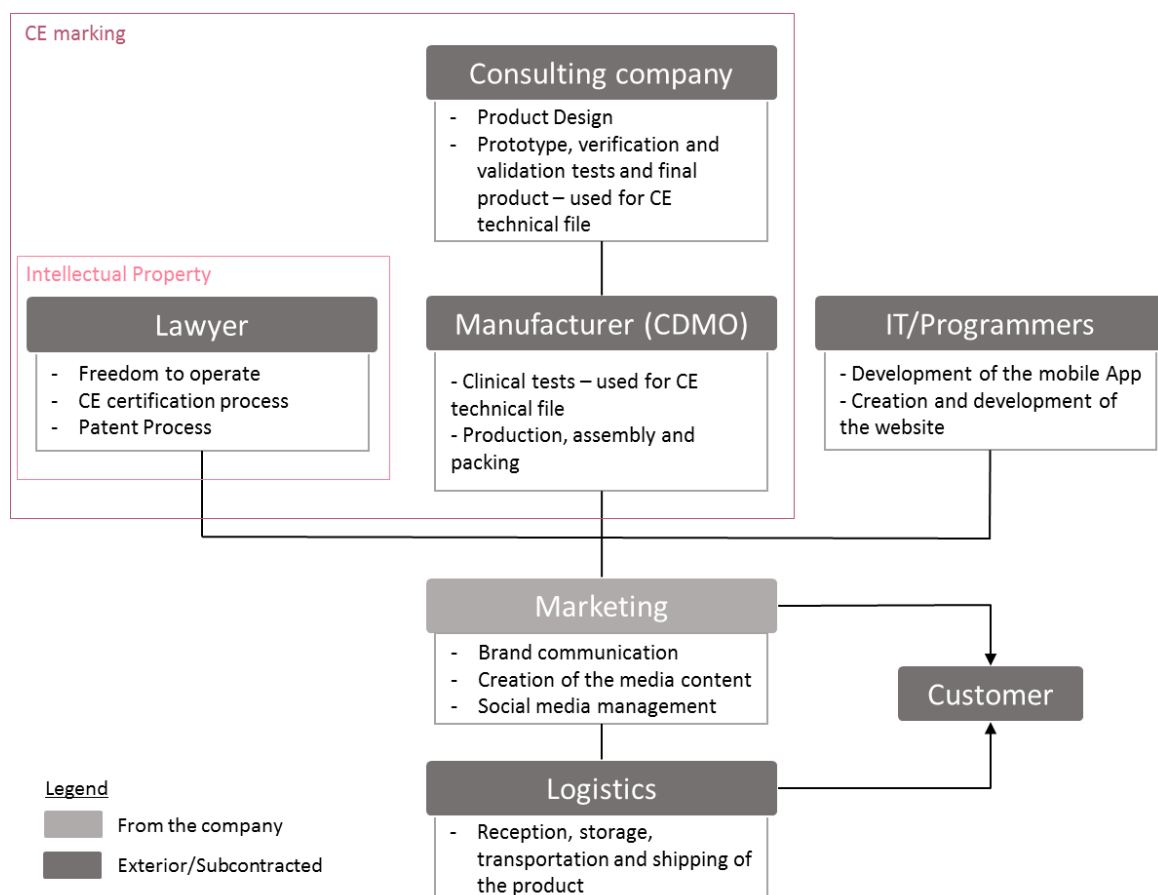 CE marking
Consulting company
- Product Design
- Prototype, verification and
validation tests and final
product – used for CE
technical file
Intellectual Property
Lawyer
- Freedom to operate
- CE certification process
- Patent Process
Manufacturer (CDMO)
- Clinical tests – used for CE
technical file
- Production, assembly and
packing
IT/Programmers
- Development of the mobile App
- Creation and development of
the website
Marketing
- Brand communication
- Creation of the media content
- Social media management
Customer
Logistics
- Reception, storage,
transportation and shipping of
the product
Legend
From the company
Exterior/Subcontracted